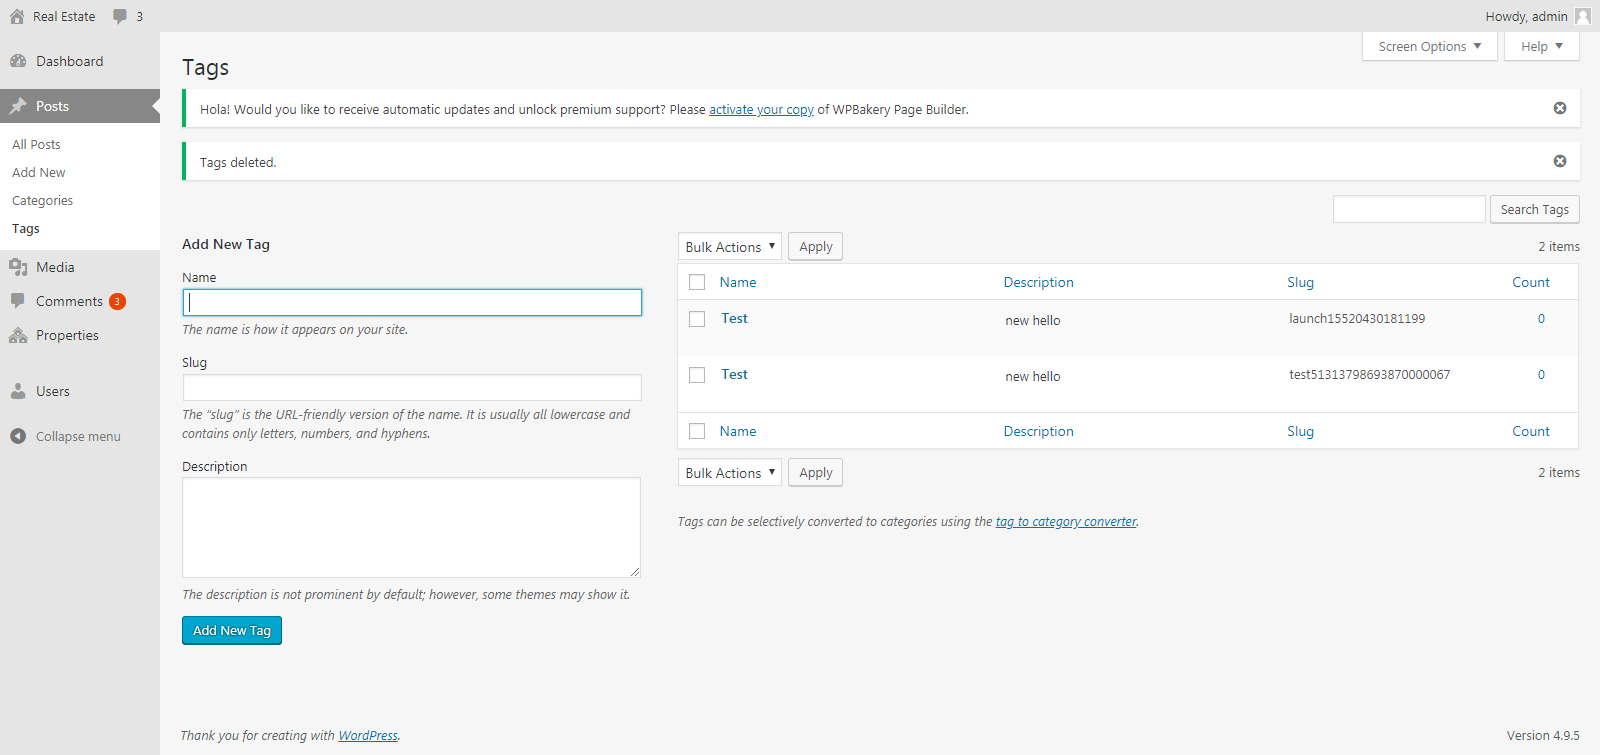 Real Estate 3 Howdy, admin
Dashboard
Posts
All Posts
Add New
Categories
Tags
Media
Comments 3
Properties
Users
Collapse menu
Screen Options Help
Tags
Hola! Would you like to receive automatic updates and unlock premium support? Please activate your copy of WPBakery Page Builder.
Tags deleted.
Search Tags
Add New Tag
Name
The name is how it appears on your site.
Slug
The “slug” is the URL-friendly version of the name. It is usually all lowercase and
contains only letters, numbers, and hyphens.
Description
The description is not prominent by default; however, some themes may show it.
Add New Tag
Bulk Actions Apply 2 items
Name Description Slug Count
Test new hello launch15520430181199 0
Test new hello test51313798693870000067 0
Name Description Slug Count
Bulk Actions Apply 2 items
Tags can be selectively converted to categories using the tag to category converter.
Thank you for creating with WordPress. Version 4.9.5